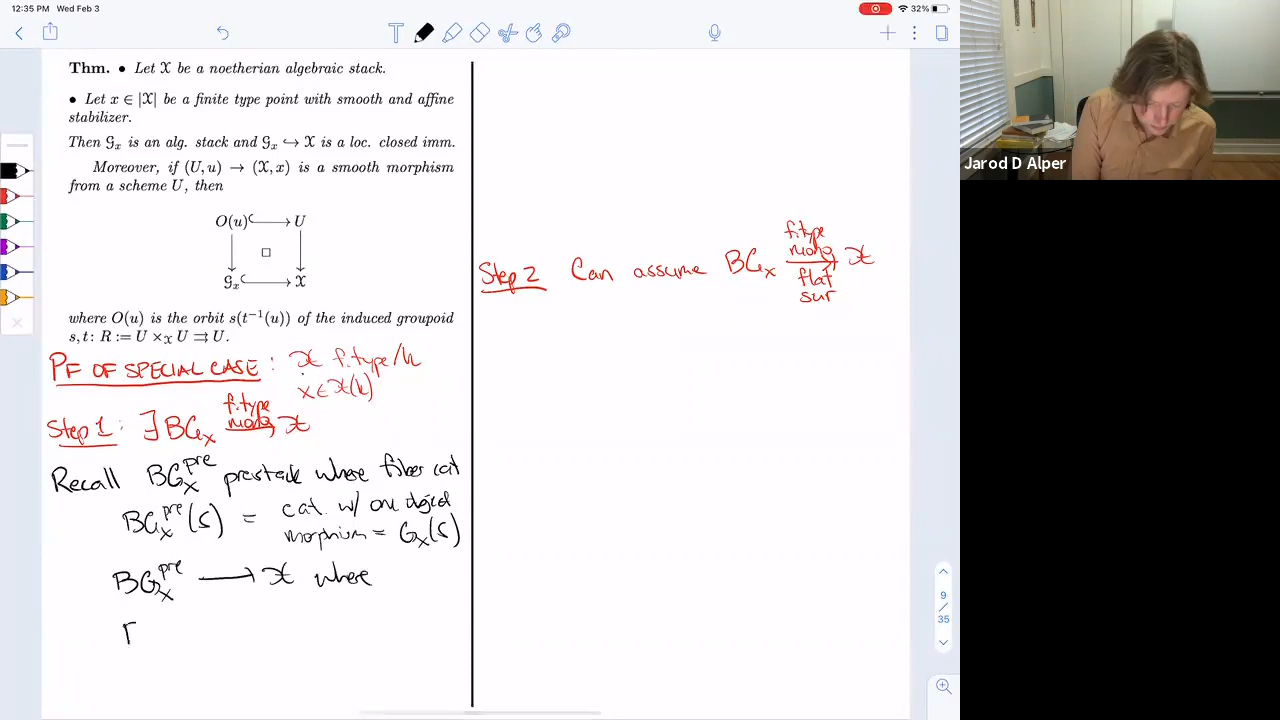 12:35 PM Wed Feb 3
32%
Thm. • Let 𝒳 be a noetherian algebraic stack.
• Let x ∈ |𝒳| be a finite type point with smooth and affine
stabilizer.
Then 𝒢ₓ is an alg. stack and 𝒢ₓ ↪ 𝒳 is a loc. closed imm.
Moreover, if (U, u) → (𝒳, x) is a smooth morphism
from a scheme U, then
O(u) ↪ U
↓ □ ↓
𝒢ₓ ↪ 𝒳
where O(u) is the orbit s(t⁻¹(u)) of the induced groupoid
s, t : R := U ×_𝒳 U ⇉ U.
PF OF SPECIAL CASE : 𝒳 f.type/k
x ∈ 𝒳(k)
f.type
Step 1: ∃ BGₓ mono→ 𝒳
Recall BGₓ^pre prestack where fiber cat
BGₓ^pre(S) = cat. w/ one object
morphism = Gₓ(S)
BGₓ^pre → 𝒳 where
Γ
f.type
Step 2 Can assume BGₓ mono→ 𝒳
flat
sur
Jarod D Alper
9
/
35